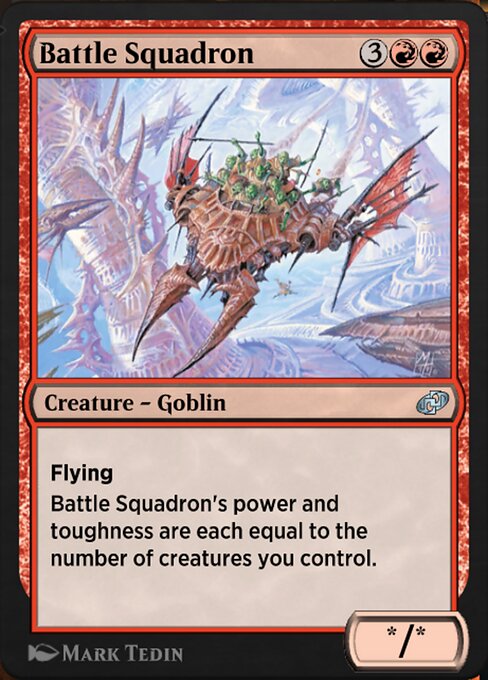 Battle Squadron 3
Creature – Goblin
Flying
Battle Squadron's power and
toughness are each equal to the
number of creatures you control.
*/*
Mark Tedin